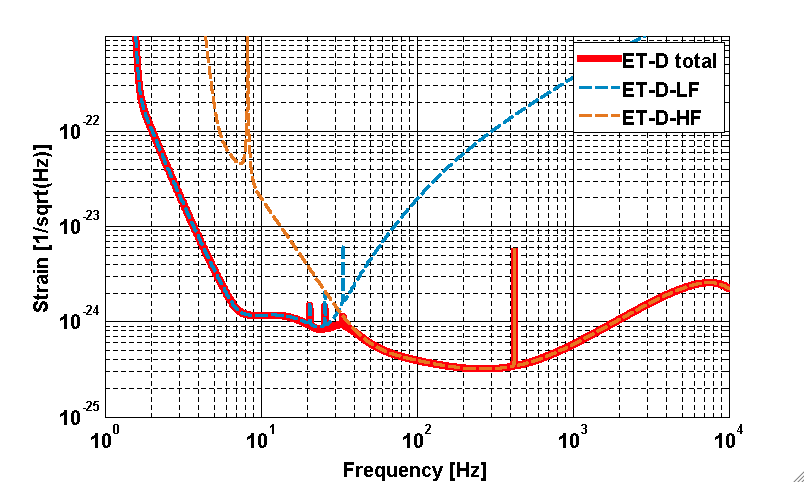 ET-D total
ET-D-LF
ET-D-HF
Strain [1/sqrt(Hz)]
10^-22
10^-23
10^-24
10^-25
10^0 10^1 10^2 10^3 10^4
Frequency [Hz]